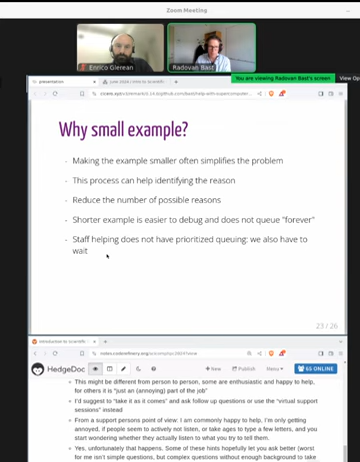 Zoom Meeting
Enrico Glerean
Radovan Bast
You are viewing Radovan Bast's screen
View Op
presentation
Why small example?
- Making the example smaller often simplifies the problem
- This process can help identifying the reason
- Reduce the number of possible reasons
- Shorter example is easier to debug and does not queue "forever"
- Staff helping does not have prioritized queuing: we also have to
wait
23 / 26
Introduction to Scientific
HedgeDoc
New
Publish
Menu
63 ONLINE
This might be different from person to person, some are enthusiastic and happy to help,
for others it is "just an (annoying) part of the job"
I'd suggest to "take it as it comes" and ask follow up questions or use the "virtual support
sessions" instead
From a support persons point of view: I am commonly happy to help, I'm only getting
annoyed, if people seem to actively not listen, or take ages to type a few letters, and you
start wondering whether they actually listen to what you try to tell them.
Yes, unfortunately that happens. Some of these hints hopefully let you ask better (worst
for me isn't simple questions, but complex questions without enough background to take